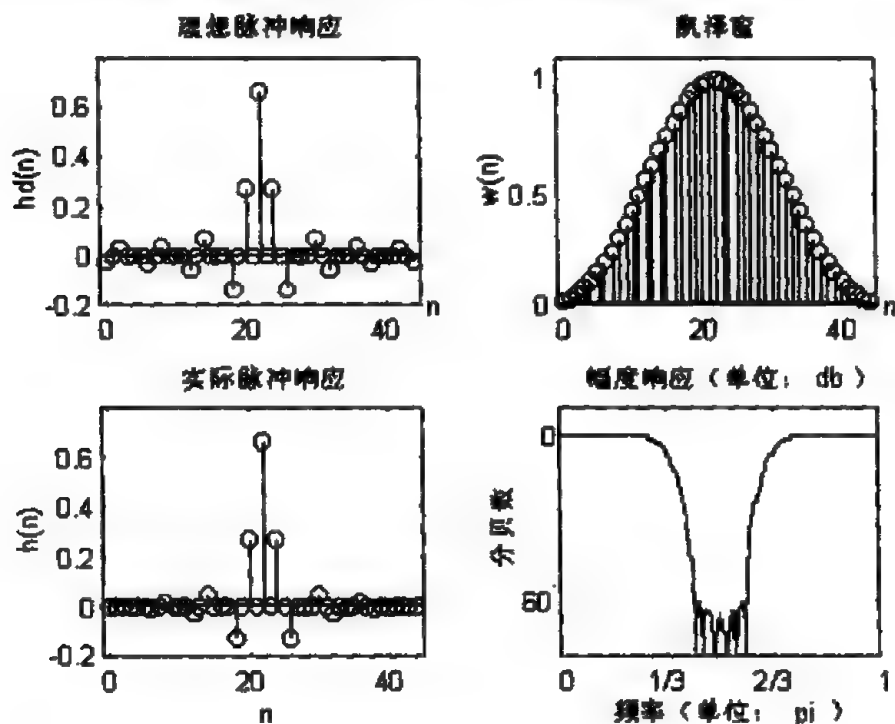 理想脉冲响应
hd(n)
0.6
0.4
0.2
0
-0.2
0
20
40
n
凯泽窗
w(n)
1
0.5
0
0
20
40
n
实际脉冲响应
h(n)
0.6
0.4
0.2
0
-0.2
0
20
40
n
幅度响应（单位： db ）
分贝数
0
60
0
1/3
2/3
1
频率（单位： pi ）